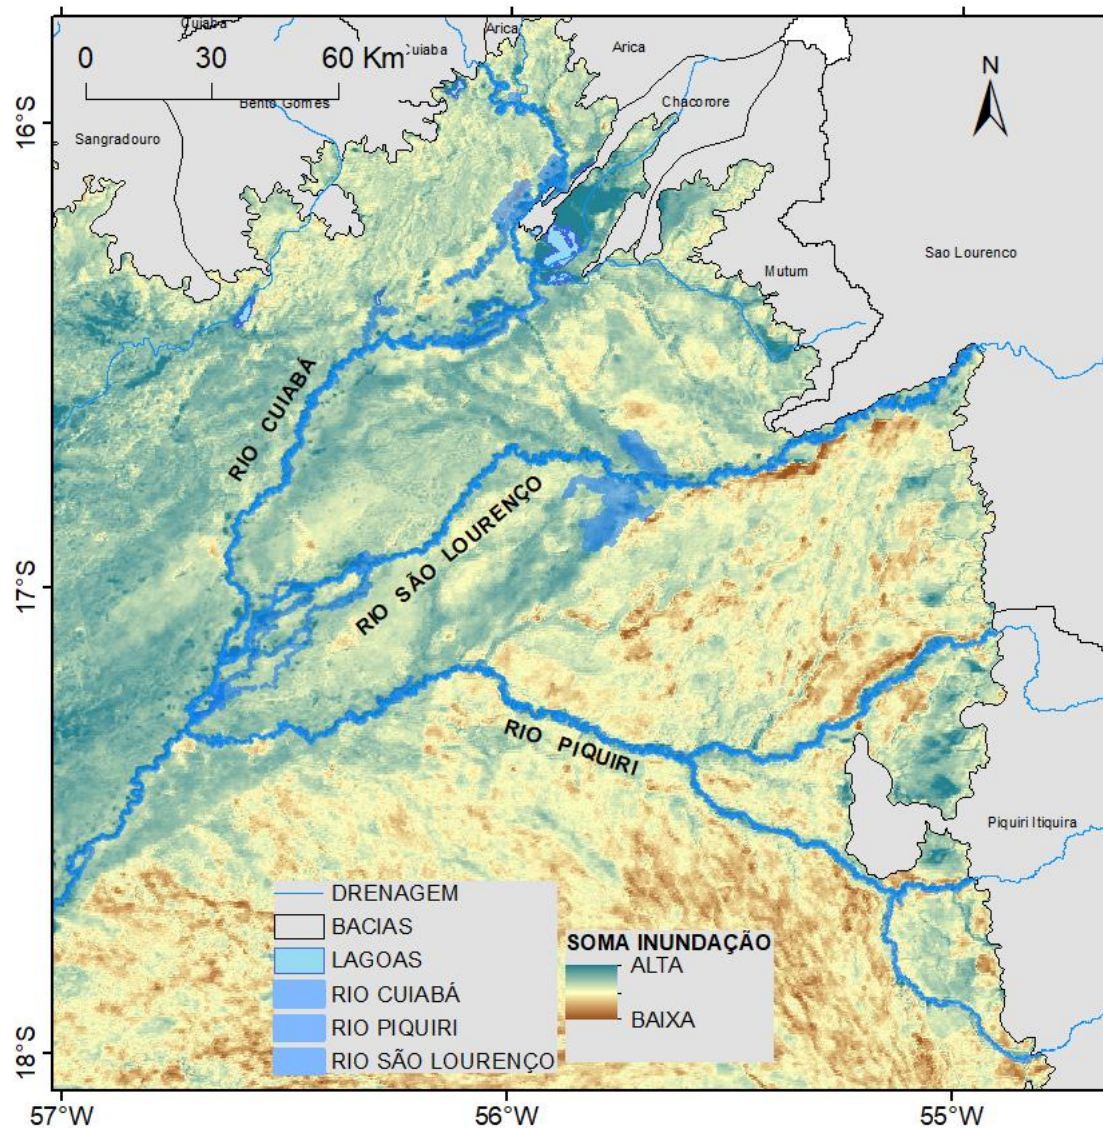 Cuiaba
Arica
0 30 60 Km
Cuiaba
Arica
N
Bento Gomes
Chacorore
16°S
Sangradouro
Sao Lourenco
Mutum
RIO CUIABÁ
RIO SÃO LOURENÇO
17°S
RIO PIQUIRI
Piquiri Itiquira
DRENAGEM
BACIAS
LAGOAS
RIO CUIABÁ
RIO PIQUIRI
RIO SÃO LOURENÇO
SOMA INUNDAÇÃO
ALTA
BAIXA
18°S
57°W 56°W 55°W